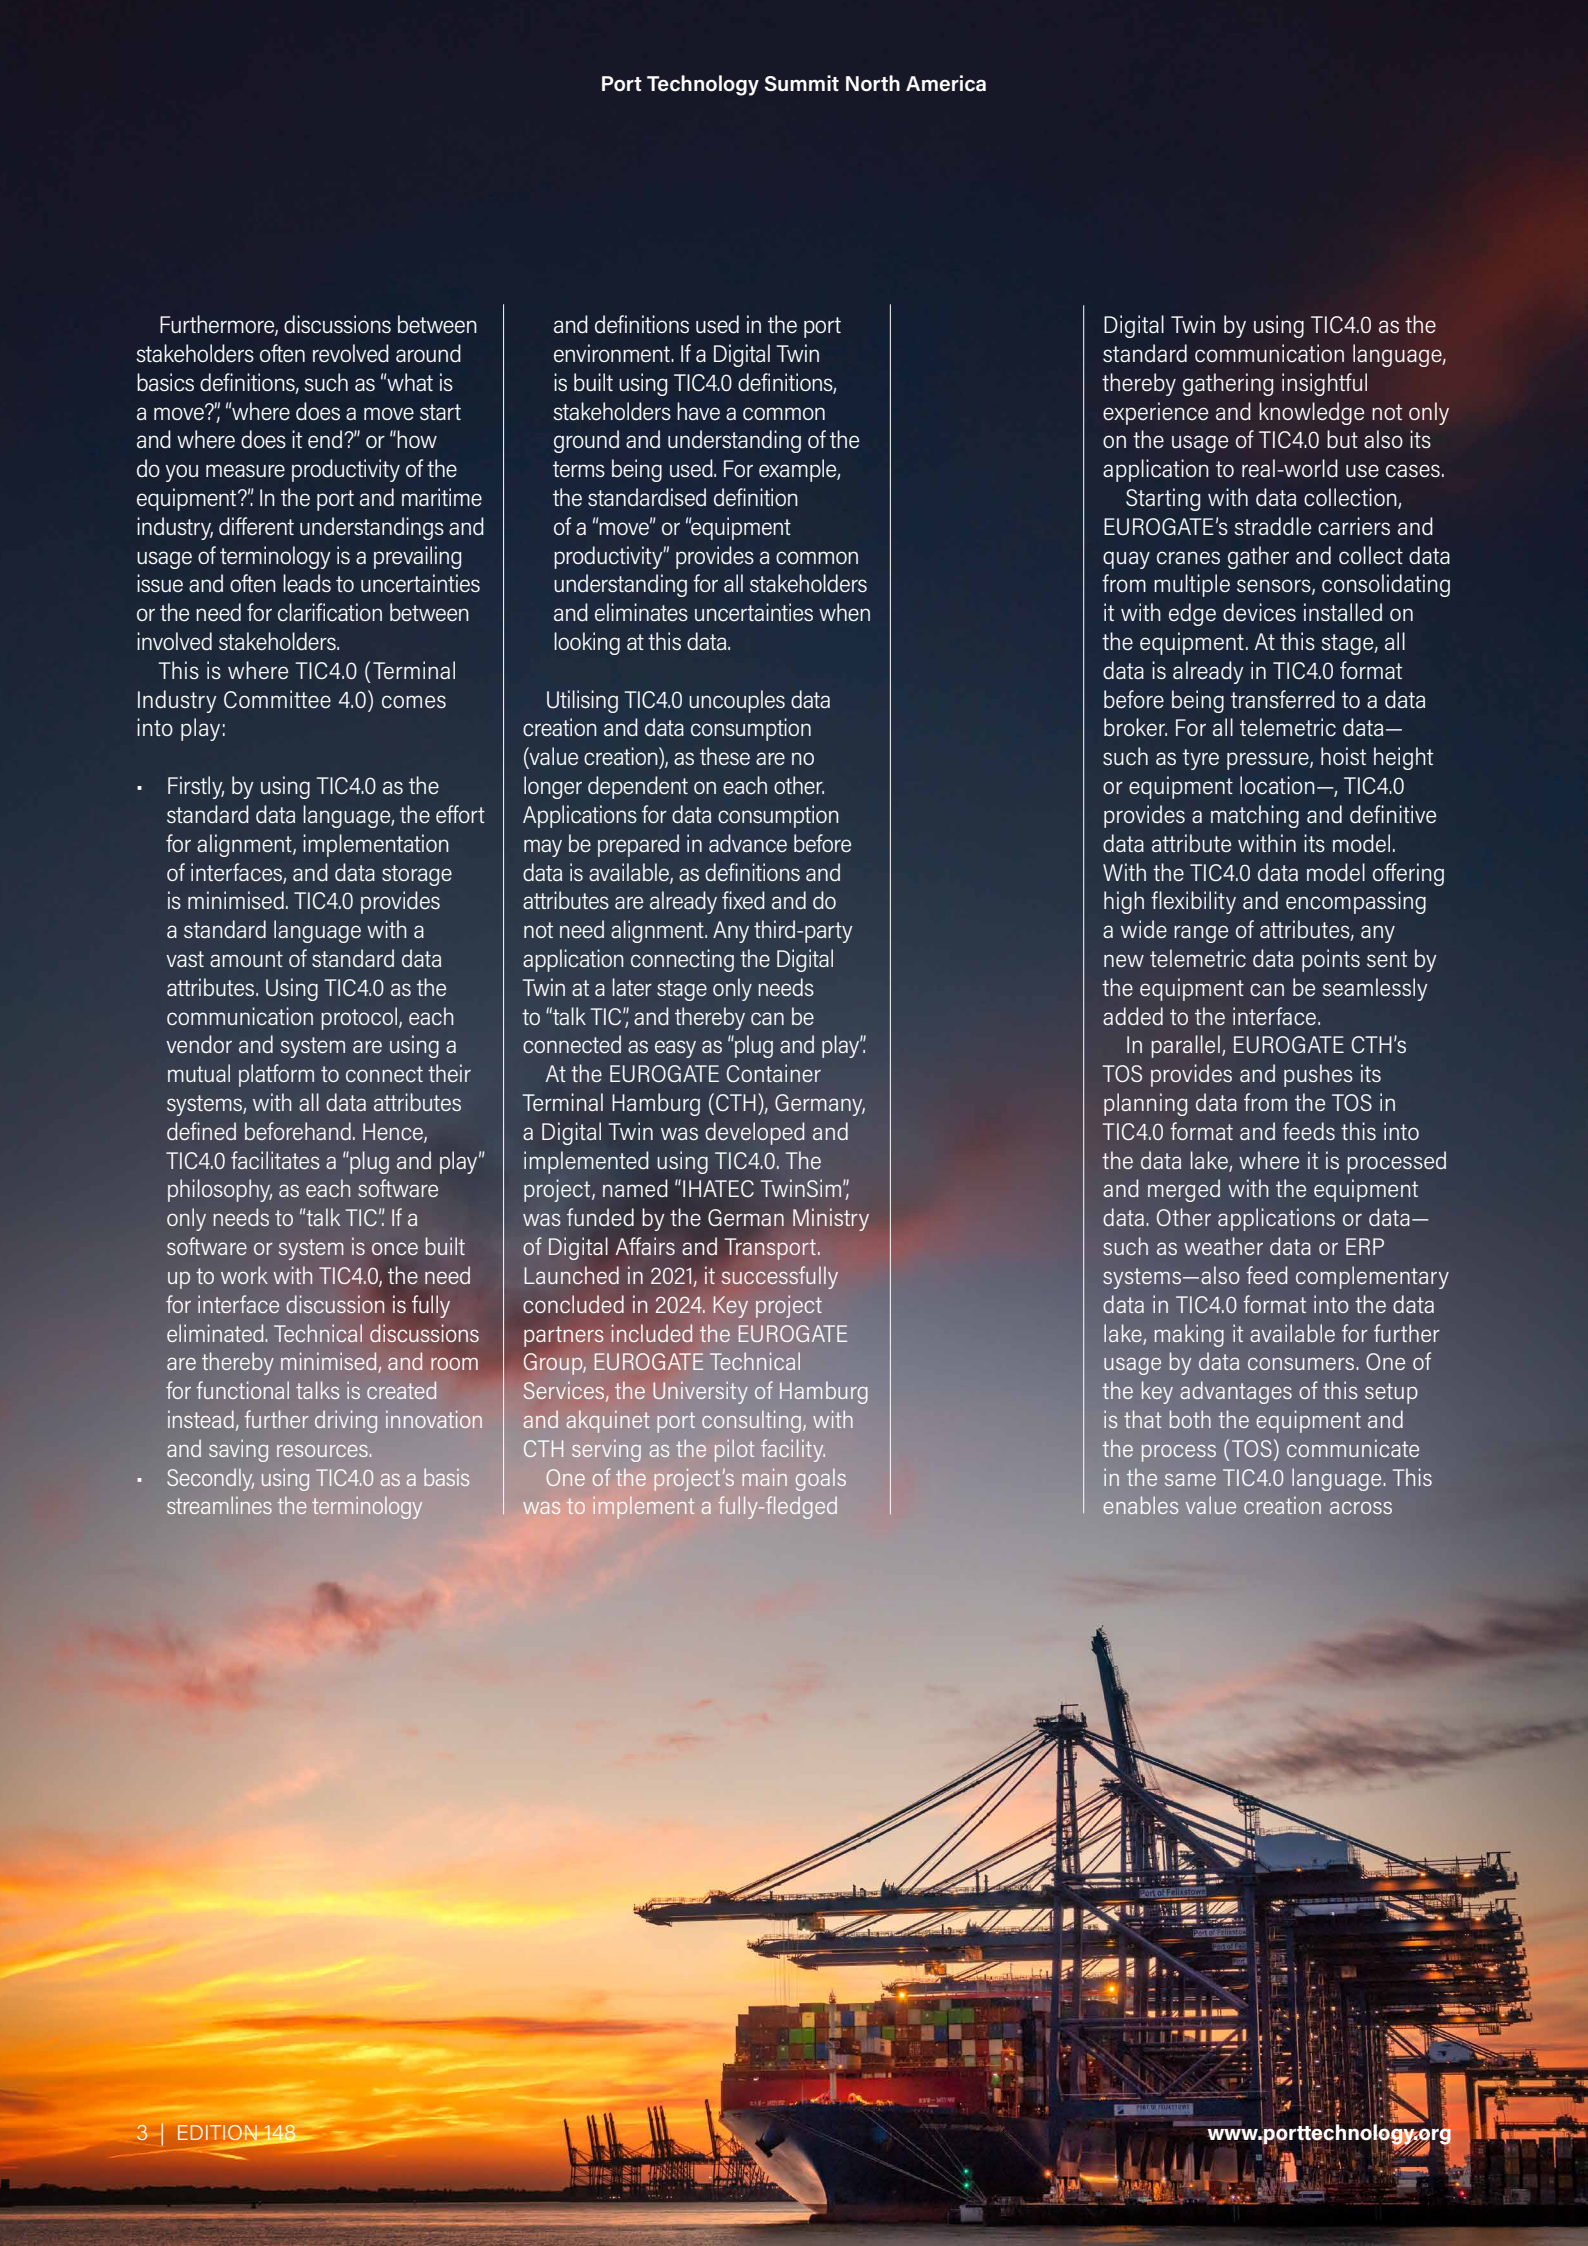 Port Technology Summit North America
Furthermore, discussions between
stakeholders often revolved around
basics definitions, such as “what is
a move?”, “where does a move start
and where does it end?” or “how
do you measure productivity of the
equipment?”. In the port and maritime
industry, different understandings and
usage of terminology is a prevailing
issue and often leads to uncertainties
or the need for clarification between
involved stakeholders.
This is where TIC4.0 (Terminal
Industry Committee 4.0) comes
into play:
• Firstly, by using TIC4.0 as the
standard data language, the effort
for alignment, implementation
of interfaces, and data storage
is minimised. TIC4.0 provides
a standard language with a
vast amount of standard data
attributes. Using TIC4.0 as the
communication protocol, each
vendor and system are using a
mutual platform to connect their
systems, with all data attributes
defined beforehand. Hence,
TIC4.0 facilitates a “plug and play”
philosophy, as each software
only needs to “talk TIC”. If a
software or system is once built
up to work with TIC4.0, the need
for interface discussion is fully
eliminated. Technical discussions
are thereby minimised, and room
for functional talks is created
instead, further driving innovation
and saving resources.
• Secondly, using TIC4.0 as a basis
streamlines the terminology
and definitions used in the port
environment. If a Digital Twin
is built using TIC4.0 definitions,
stakeholders have a common
ground and understanding of the
terms being used. For example,
the standardised definition
of a “move” or “equipment
productivity” provides a common
understanding for all stakeholders
and eliminates uncertainties when
looking at this data.
Utilising TIC4.0 uncouples data
creation and data consumption
(value creation), as these are no
longer dependent on each other.
Applications for data consumption
may be prepared in advance before
data is available, as definitions and
attributes are already fixed and do
not need alignment. Any third-party
application connecting the Digital
Twin at a later stage only needs
to “talk TIC”, and thereby can be
connected as easy as “plug and play”.
At the EUROGATE Container
Terminal Hamburg (CTH), Germany,
a Digital Twin was developed and
implemented using TIC4.0. The
project, named “IHATEC TwinSim”,
was funded by the German Ministry
of Digital Affairs and Transport.
Launched in 2021, it successfully
concluded in 2024. Key project
partners included the EUROGATE
Group, EUROGATE Technical
Services, the University of Hamburg
and akquinet port consulting, with
CTH serving as the pilot facility.
One of the project’s main goals
was to implement a fully-fledged
Digital Twin by using TIC4.0 as the
standard communication language,
thereby gathering insightful
experience and knowledge not only
on the usage of TIC4.0 but also its
application to real-world use cases.
Starting with data collection,
EUROGATE’s straddle carriers and
quay cranes gather and collect data
from multiple sensors, consolidating
it with edge devices installed on
the equipment. At this stage, all
data is already in TIC4.0 format
before being transferred to a data
broker. For all telemetric data—
such as tyre pressure, hoist height
or equipment location—, TIC4.0
provides a matching and definitive
data attribute within its model.
With the TIC4.0 data model offering
high flexibility and encompassing
a wide range of attributes, any
new telemetric data points sent by
the equipment can be seamlessly
added to the interface.
In parallel, EUROGATE CTH’s
TOS provides and pushes its
planning data from the TOS in
TIC4.0 format and feeds this into
the data lake, where it is processed
and merged with the equipment
data. Other applications or data—
such as weather data or ERP
systems—also feed complementary
data in TIC4.0 format into the data
lake, making it available for further
usage by data consumers. One of
the key advantages of this setup
is that both the equipment and
the process (TOS) communicate
in the same TIC4.0 language. This
enables value creation across
Port of Felixstowe
Port of Felixstowe
Port of
PORT OF FELIXSTOWE
3 | EDITION 148
www.porttechnology.org